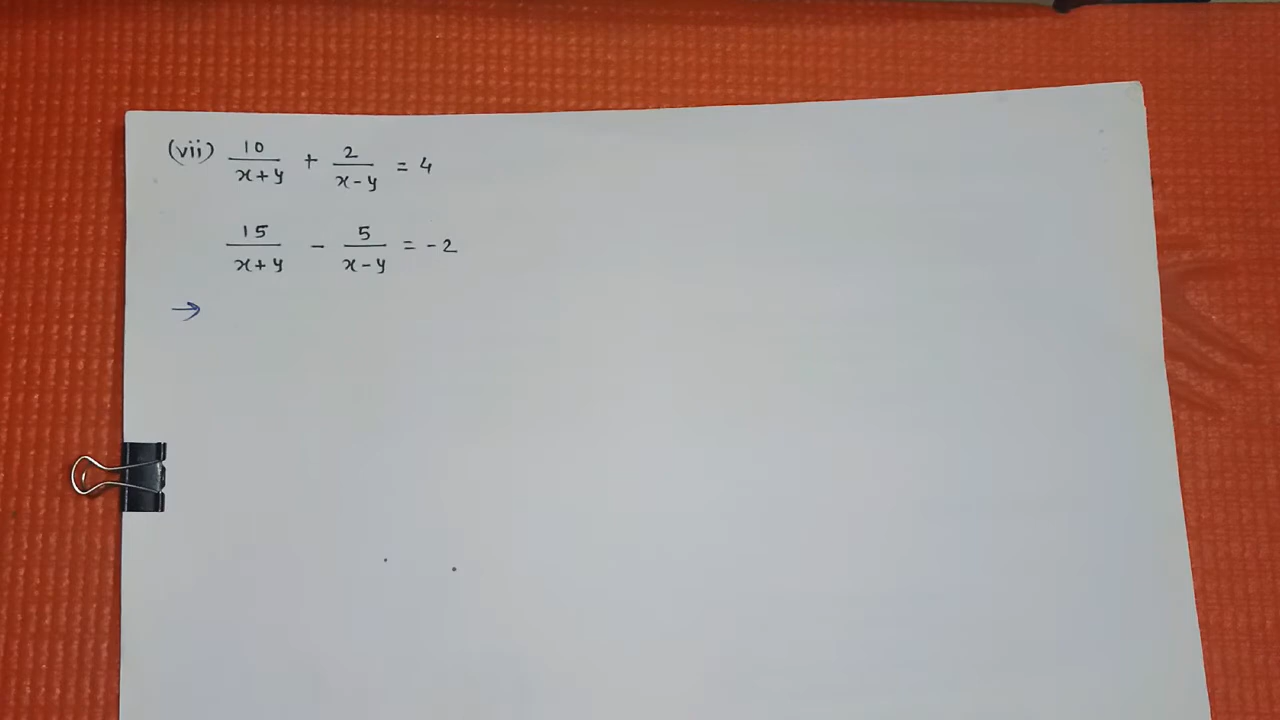 (vii) 10/(x+y) + 2/(x-y) = 4
15/(x+y) - 5/(x-y) = -2
→